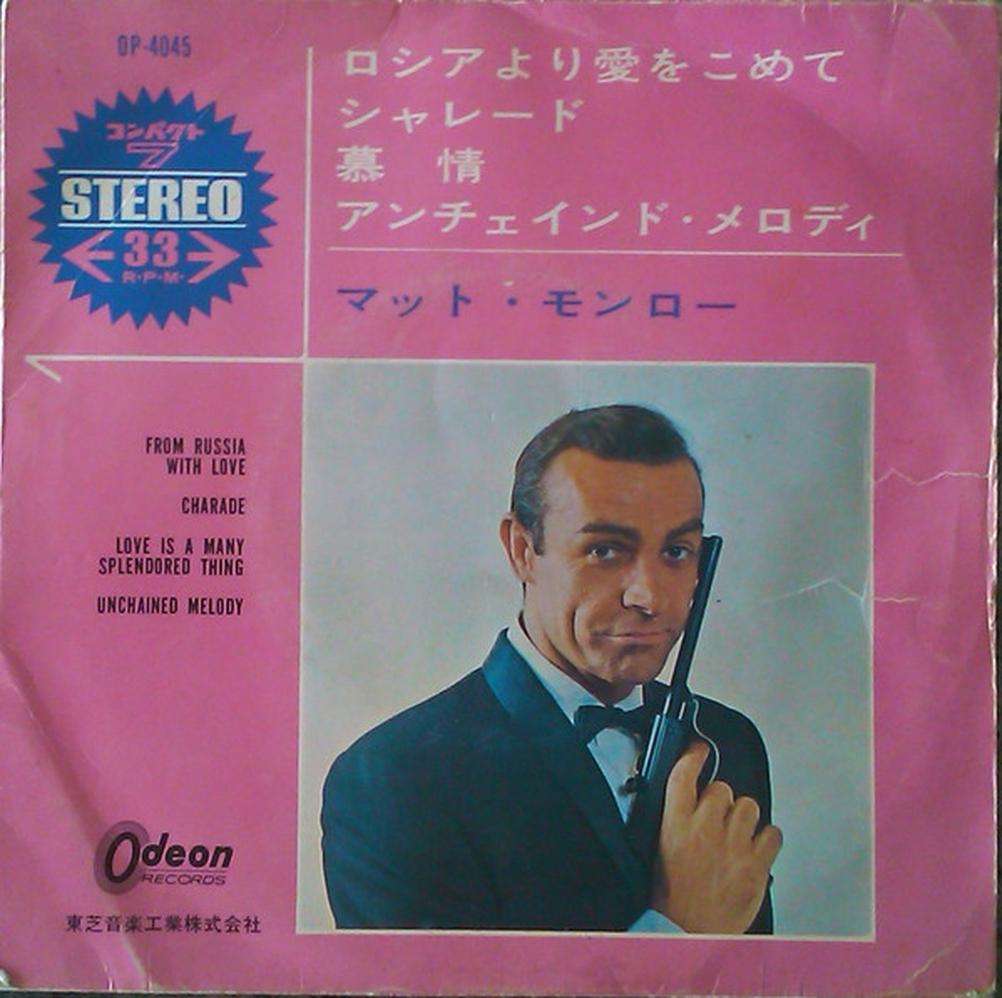 OP-4045
コンパクト
7
STEREO
33
R·P·M·
ロシアより愛をこめて
シャレード
慕 情
アンチェインド・メロディ
マット・モンロー
FROM RUSSIA
WITH LOVE
CHARADE
LOVE IS A MANY
SPLENDORED THING
UNCHAINED MELODY
Odeon
RECORDS
東芝音楽工業株式会社